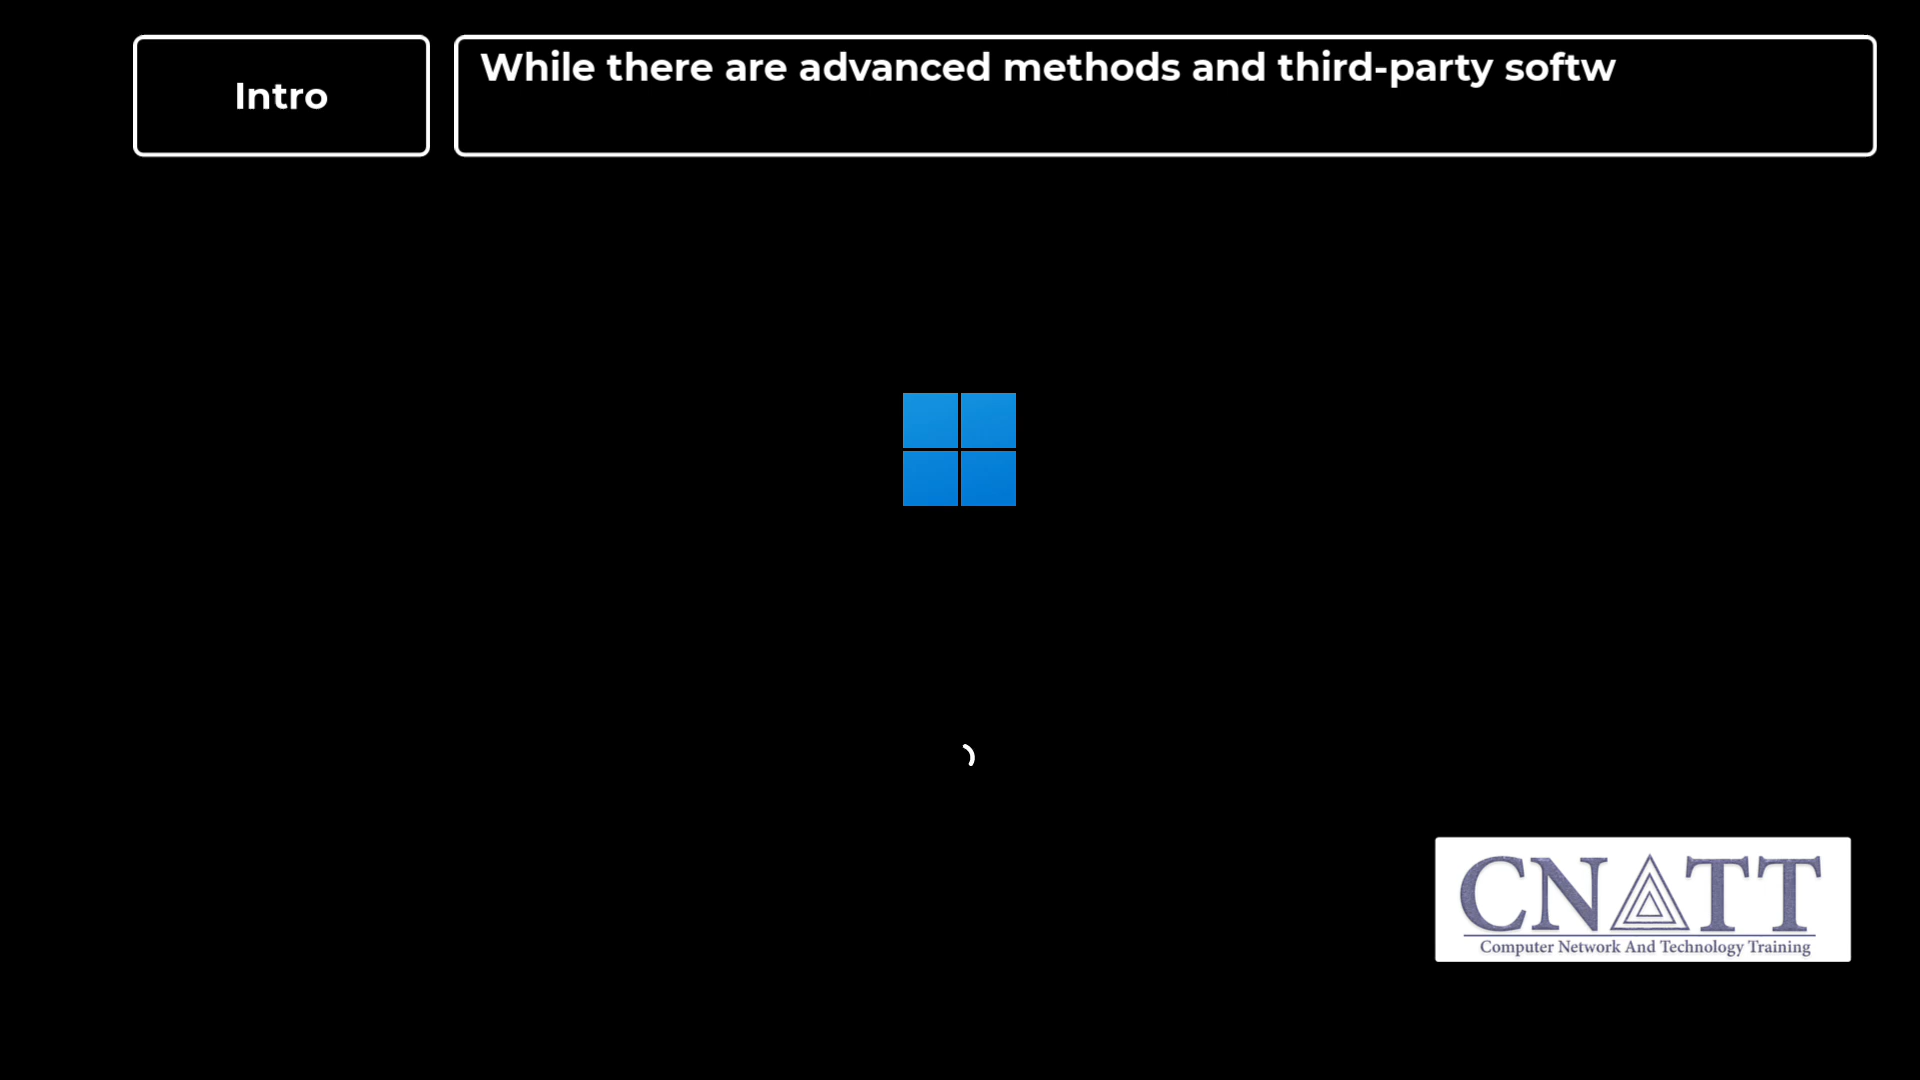 Intro
While there are advanced methods and third-party softw
CNATT
Computer Network And Technology Training